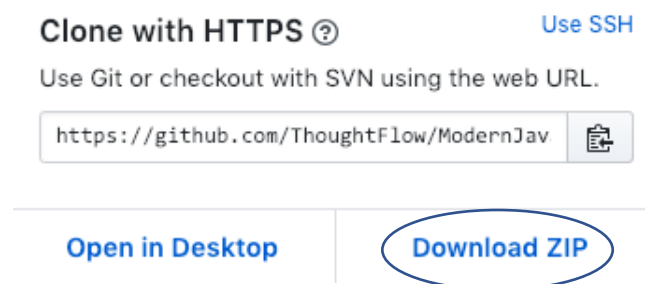 Clone with HTTPS ?
Use SSH
Use Git or checkout with SVN using the web URL.
https://github.com/ThoughtFlow/ModernJav
Open in Desktop
Download ZIP